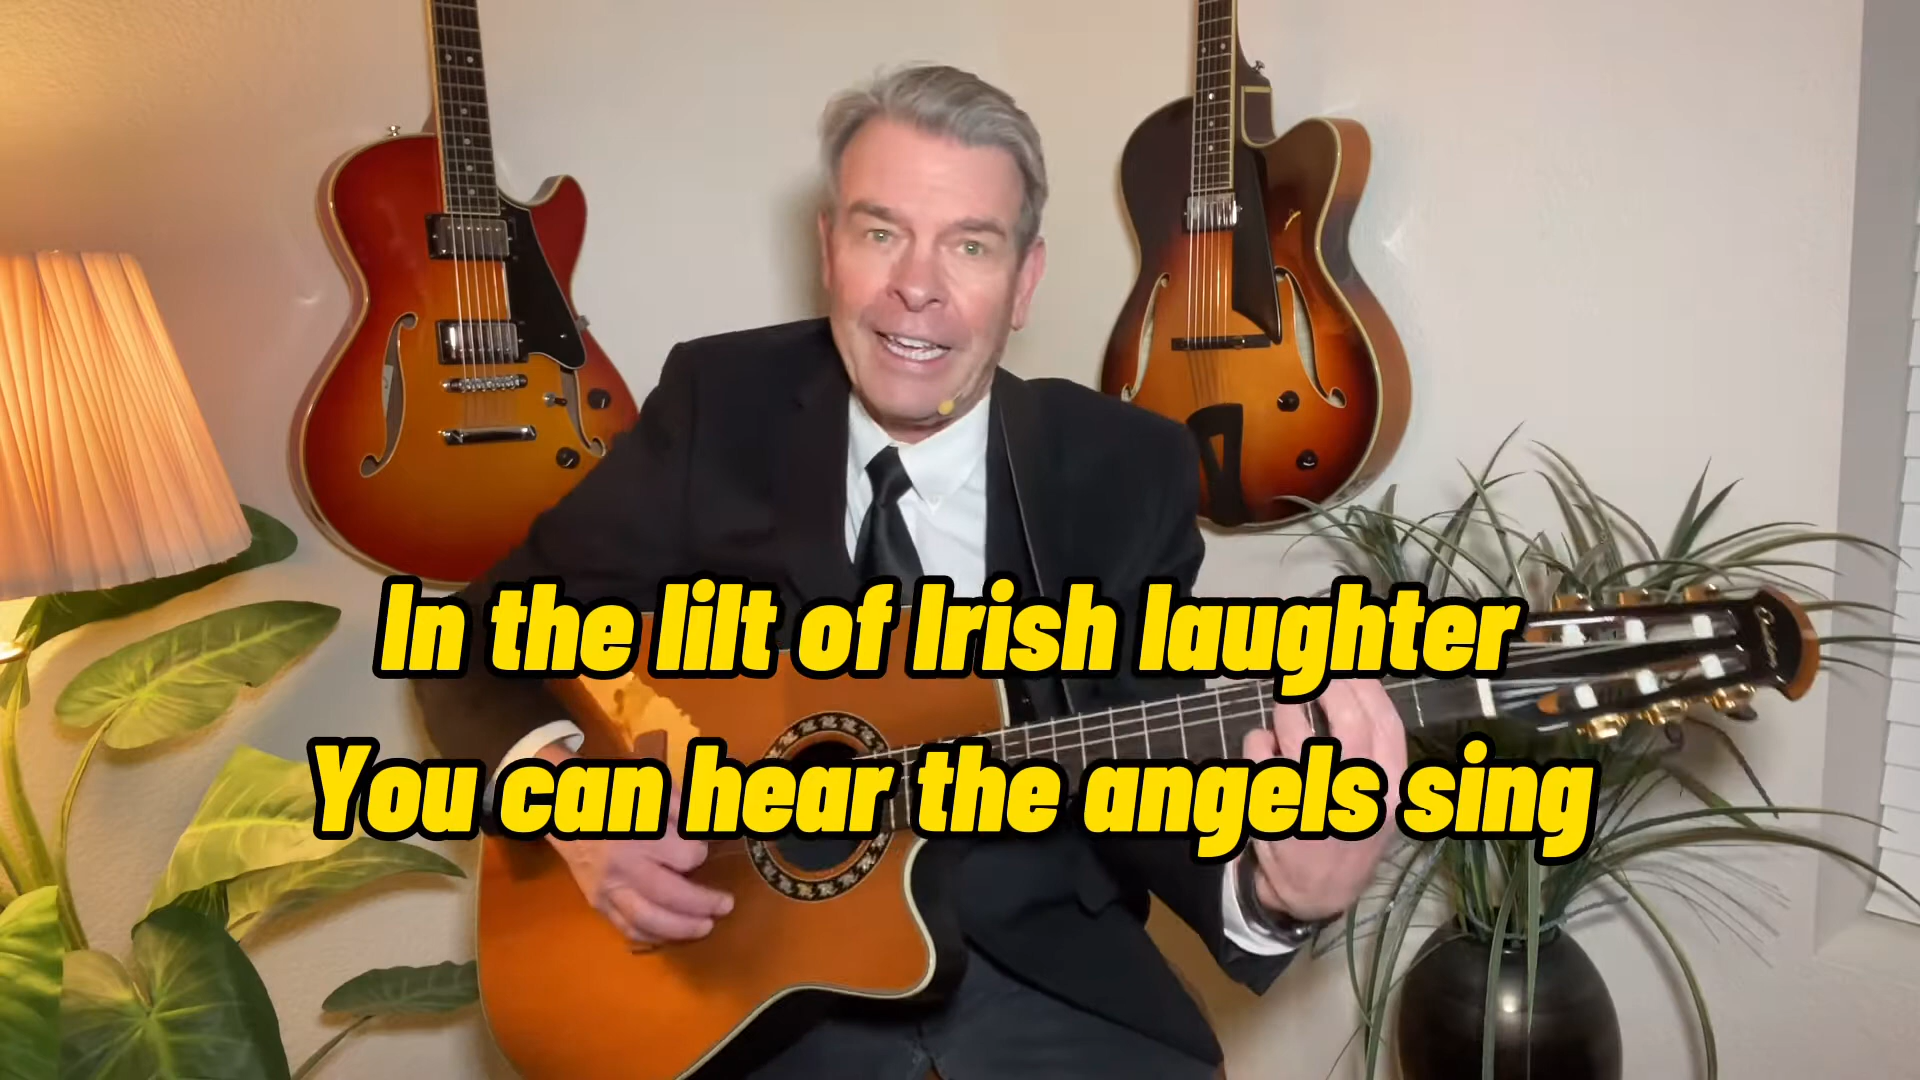 In the lilt of Irish laughter
You can hear the angels sing